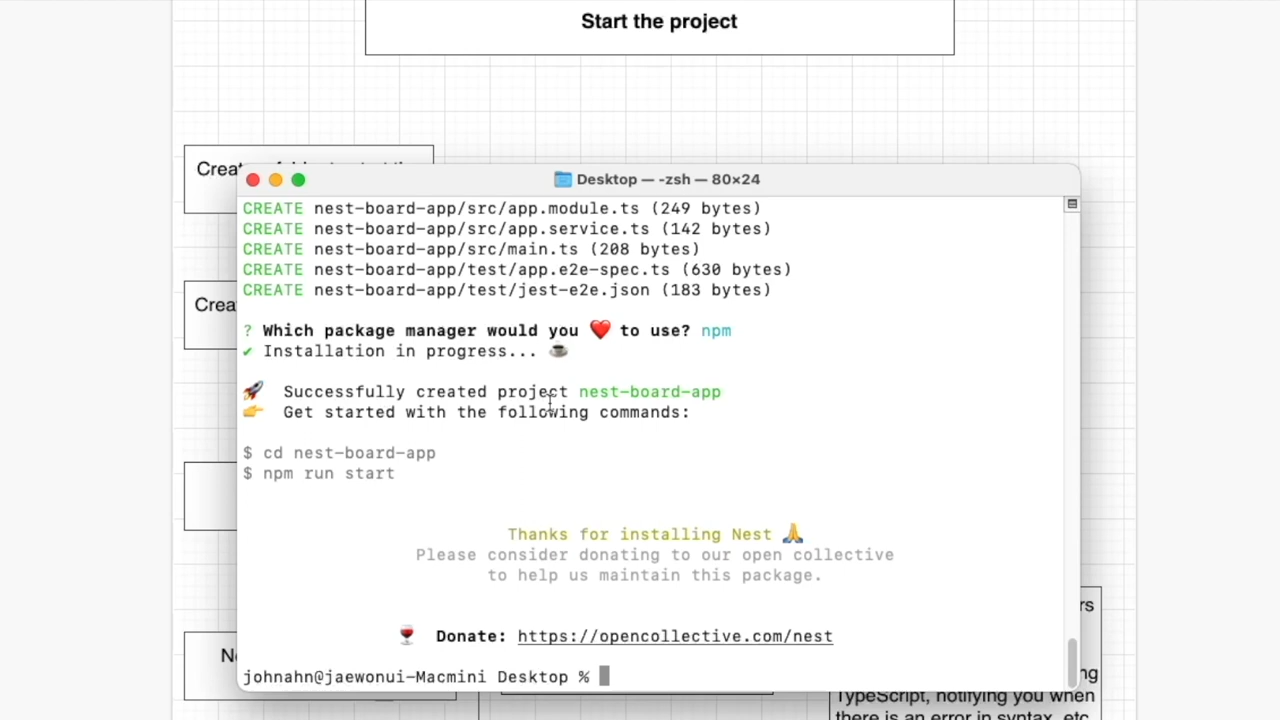 Start the project
Desktop — -zsh — 80×24
CREATE nest-board-app/src/app.module.ts (249 bytes)
CREATE nest-board-app/src/app.service.ts (142 bytes)
CREATE nest-board-app/src/main.ts (208 bytes)
CREATE nest-board-app/test/app.e2e-spec.ts (630 bytes)
CREATE nest-board-app/test/jest-e2e.json (183 bytes)
? Which package manager would you ❤️ to use? npm
✔ Installation in progress... ☕
🚀 Successfully created project nest-board-app
👉 Get started with the following commands:
$ cd nest-board-app
$ npm run start
Thanks for installing Nest 🙏
Please consider donating to our open collective
to help us maintain this package.
🍷 Donate: https://opencollective.com/nest
johnahn@jaewonui-Macmini Desktop %
TypeScript, notifying you when
there is an error in syntax, etc